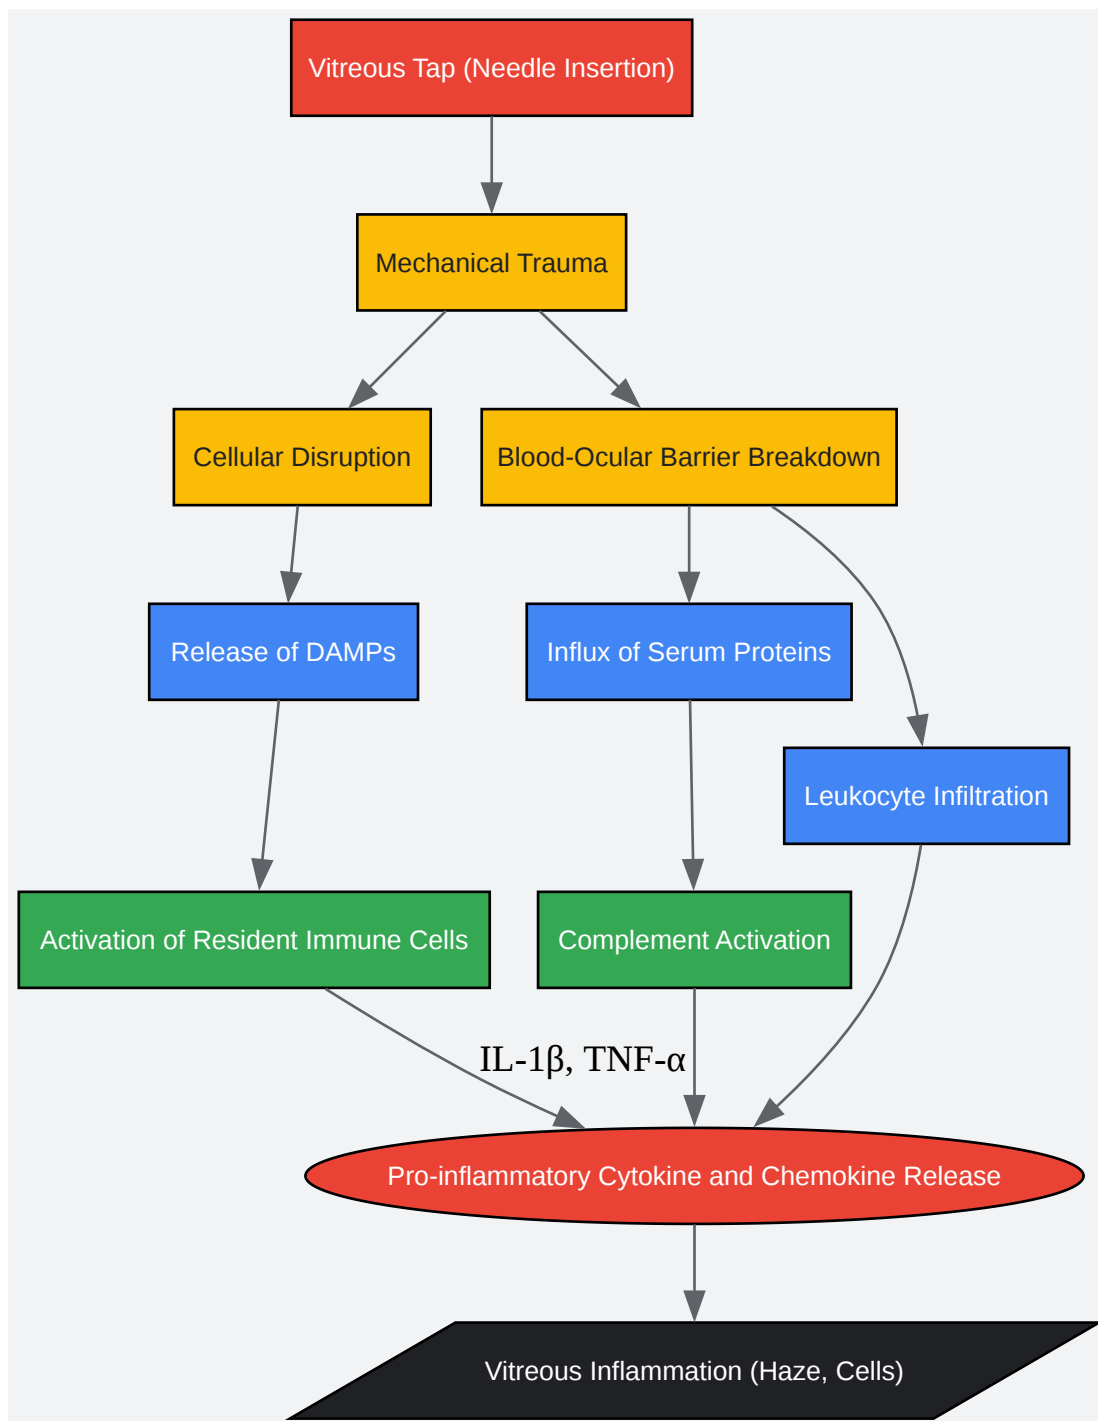 Vitreous Tap (Needle Insertion)
Mechanical Trauma
Cellular Disruption
Blood-Ocular Barrier Breakdown
Release of DAMPs
Influx of Serum Proteins
Leukocyte Infiltration
Activation of Resident Immune Cells
Complement Activation
IL-1β, TNF-α
Pro-inflammatory Cytokine and Chemokine Release
Vitreous Inflammation (Haze, Cells)